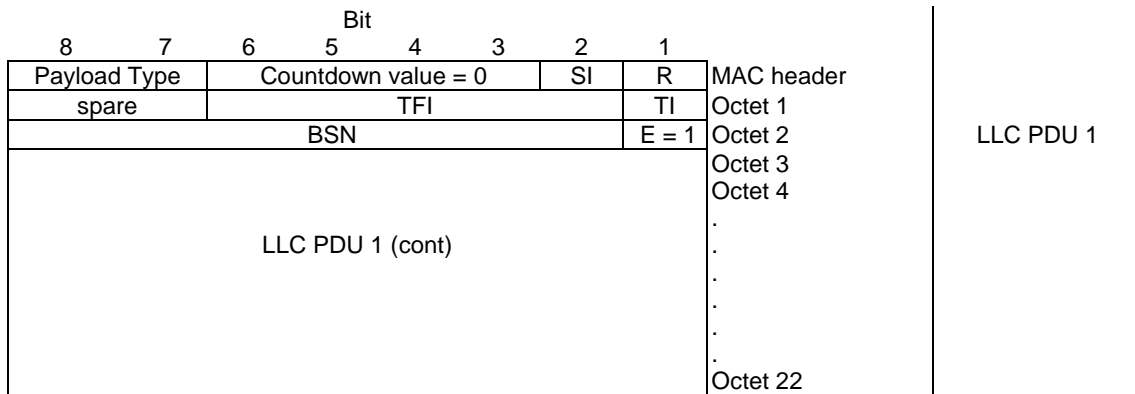 Bit
8 7 6 5 4 3 2 1
Payload Type Countdown value = 0 SI R MAC header
spare TFI TI Octet 1
BSN E = 1 Octet 2 LLC PDU 1
Octet 3
Octet 4
.
LLC PDU 1 (cont) .
.
.
.
.
Octet 22